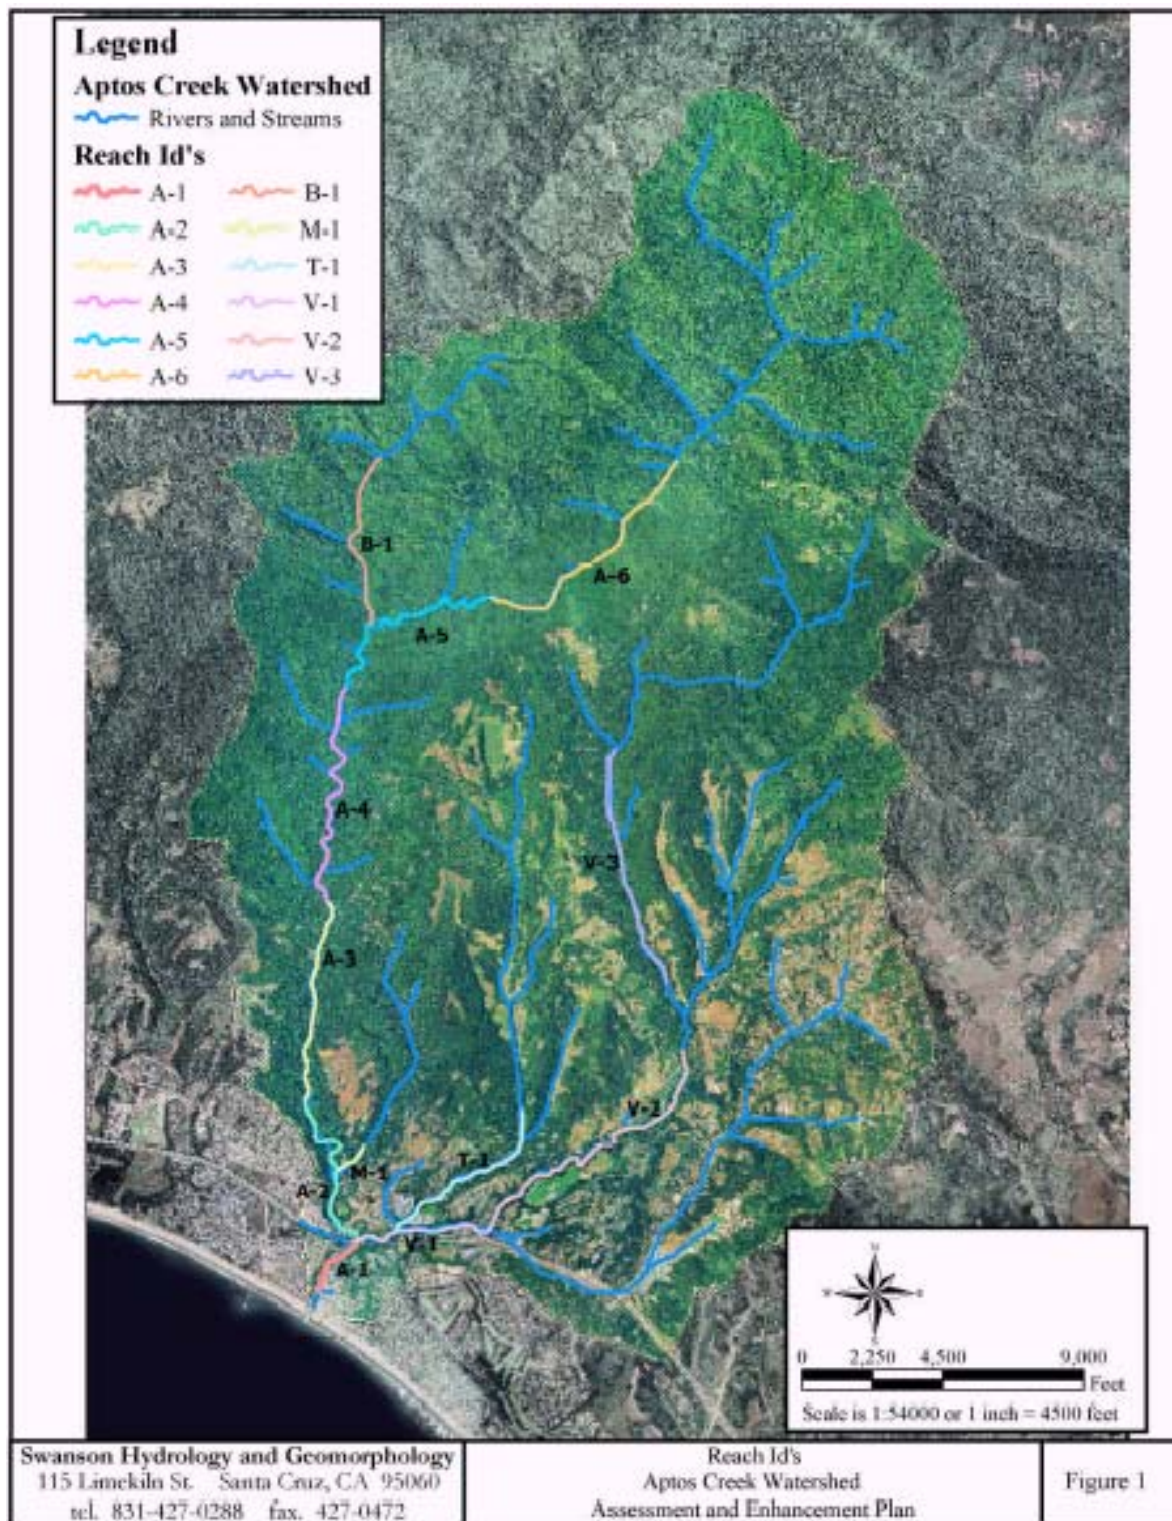 Legend
Aptos Creek Watershed
Rivers and Streams
Reach Id's
A-1 B-1
A-2 M-1
A-3 T-1
A-4 V-1
A-5 V-2
A-6 V-3
B-1
A-6
A-5
A-4
V-3
A-3
V-2
T-1
M-1
A-2
V-1
A-1
N
W E
S
0 2,250 4,500 9,000
Feet
Scale is 1:54000 or 1 inch = 4500 feet
Swanson Hydrology and Geomorphology
115 Limekiln St. Santa Cruz, CA 95060
tel. 831-427-0288 fax. 427-0472
Reach Id's
Aptos Creek Watershed
Assessment and Enhancement Plan
Figure 1